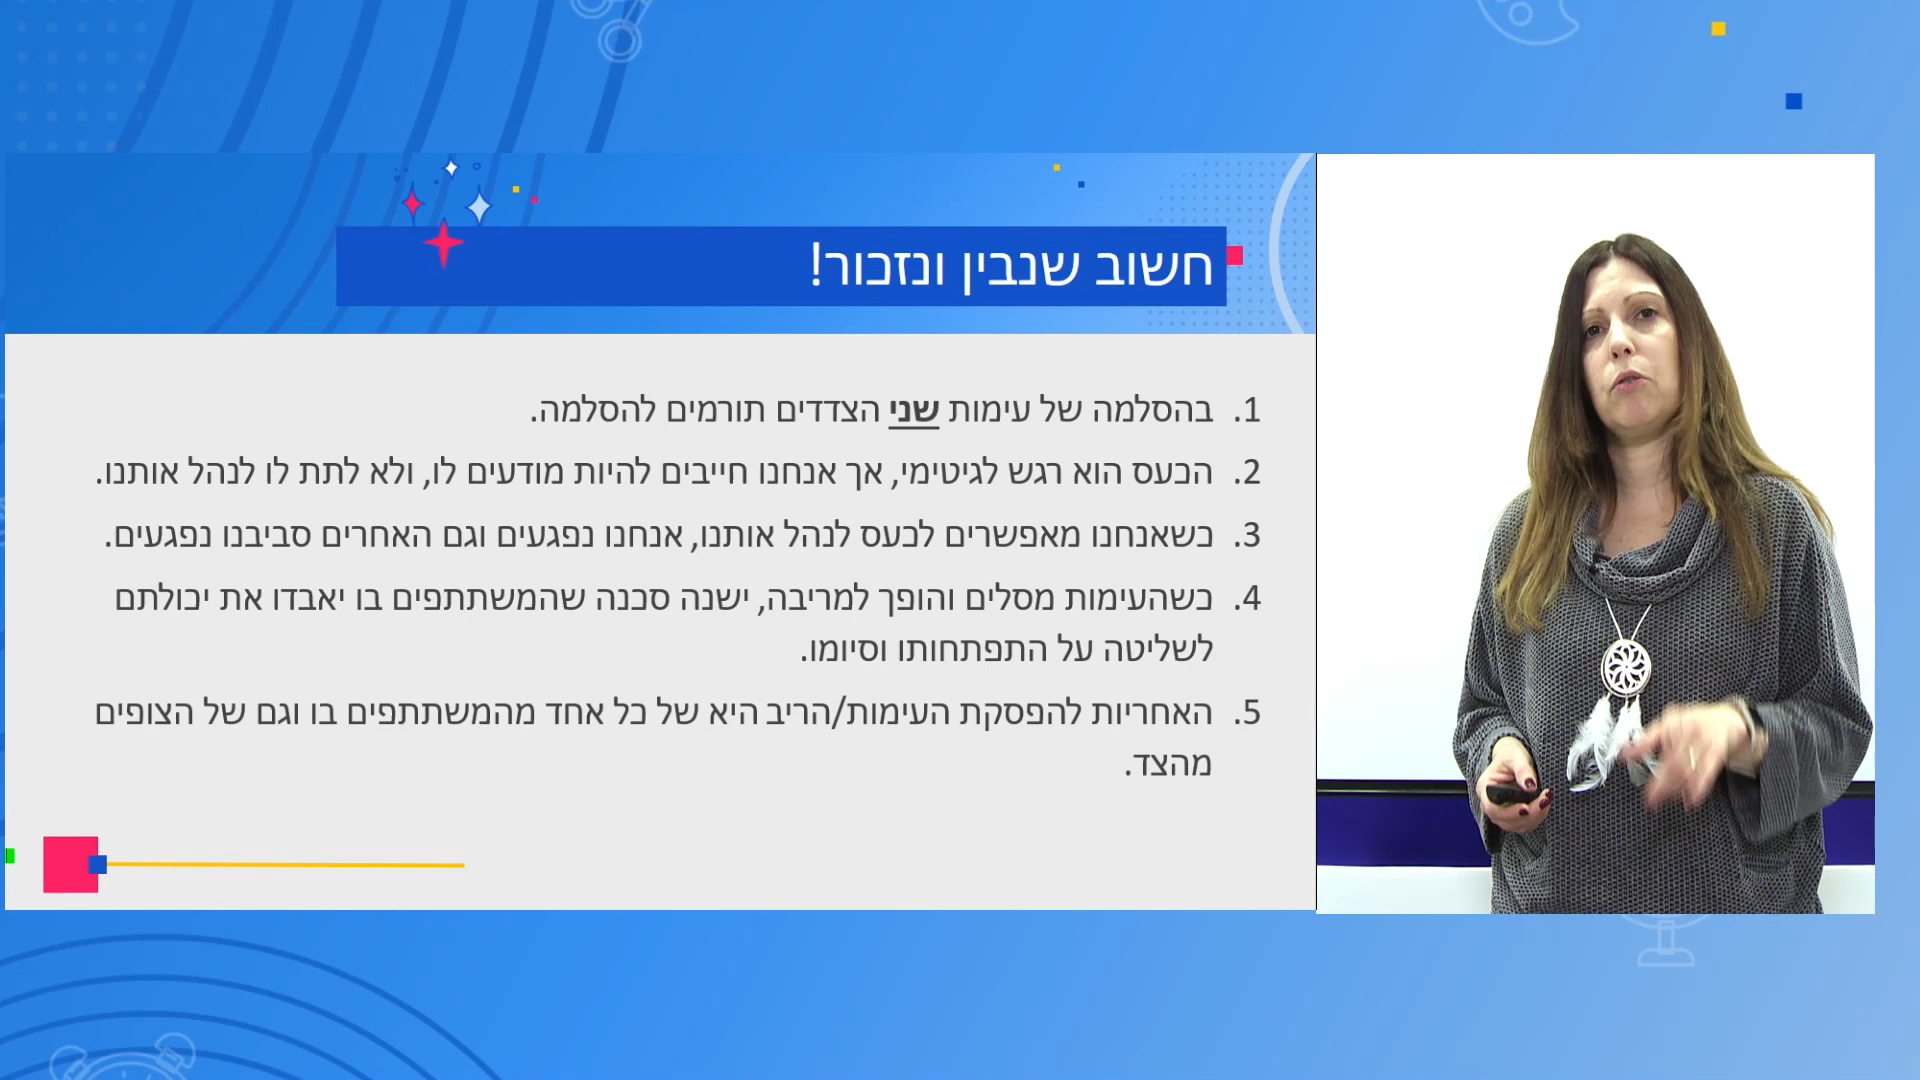 חשוב שנבין ונזכור!
1. בהסלמה של עימות שני הצדדים תורמים להסלמה.
2. הכעס הוא רגש לגיטימי, אך אנחנו חייבים להיות מודעים לו, ולא לתת לו לנהל אותנו.
3. כשאנחנו מאפשרים לכעס לנהל אותנו, אנחנו נפגעים וגם האחרים סביבנו נפגעים.
4. כשהעימות מסלים והופך למריבה, ישנה סכנה שהמשתתפים בו יאבדו את יכולתם
לשליטה על התפתחותו וסיומו.
5. האחריות להפסקת העימות/הריב היא של כל אחד מהמשתתפים בו וגם של הצופים
מהצד.